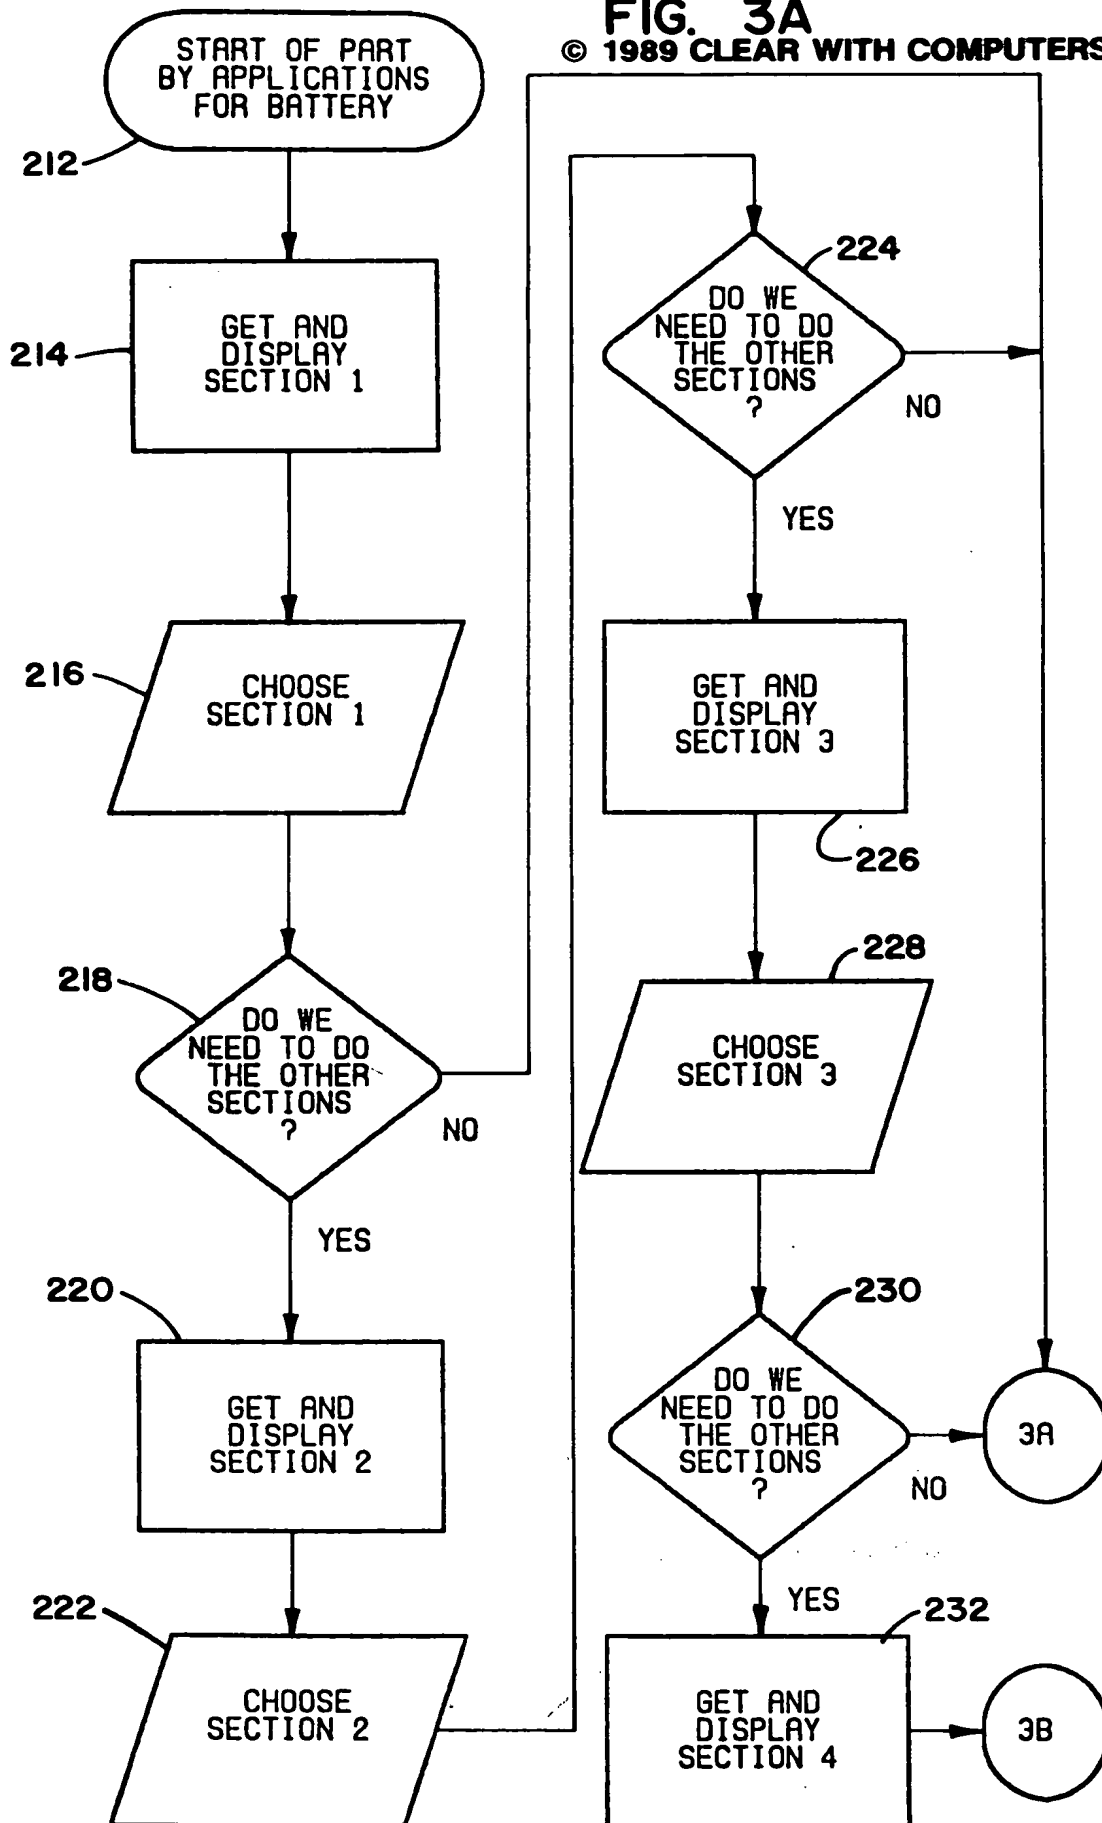 FIG. 3A
© 1989 CLEAR WITH COMPUTERS
START OF PART
BY APPLICATIONS
FOR BATTERY
212
GET AND
DISPLAY
SECTION 1
214
CHOOSE
SECTION 1
216
218
DO WE
NEED TO DO
THE OTHER
SECTIONS
?
NO
YES
220
GET AND
DISPLAY
SECTION 2
222
CHOOSE
SECTION 2
224
DO WE
NEED TO DO
THE OTHER
SECTIONS
?
NO
YES
GET AND
DISPLAY
SECTION 3
226
228
CHOOSE
SECTION 3
230
DO WE
NEED TO DO
THE OTHER
SECTIONS
?
NO
3A
YES
232
GET AND
DISPLAY
SECTION 4
3B